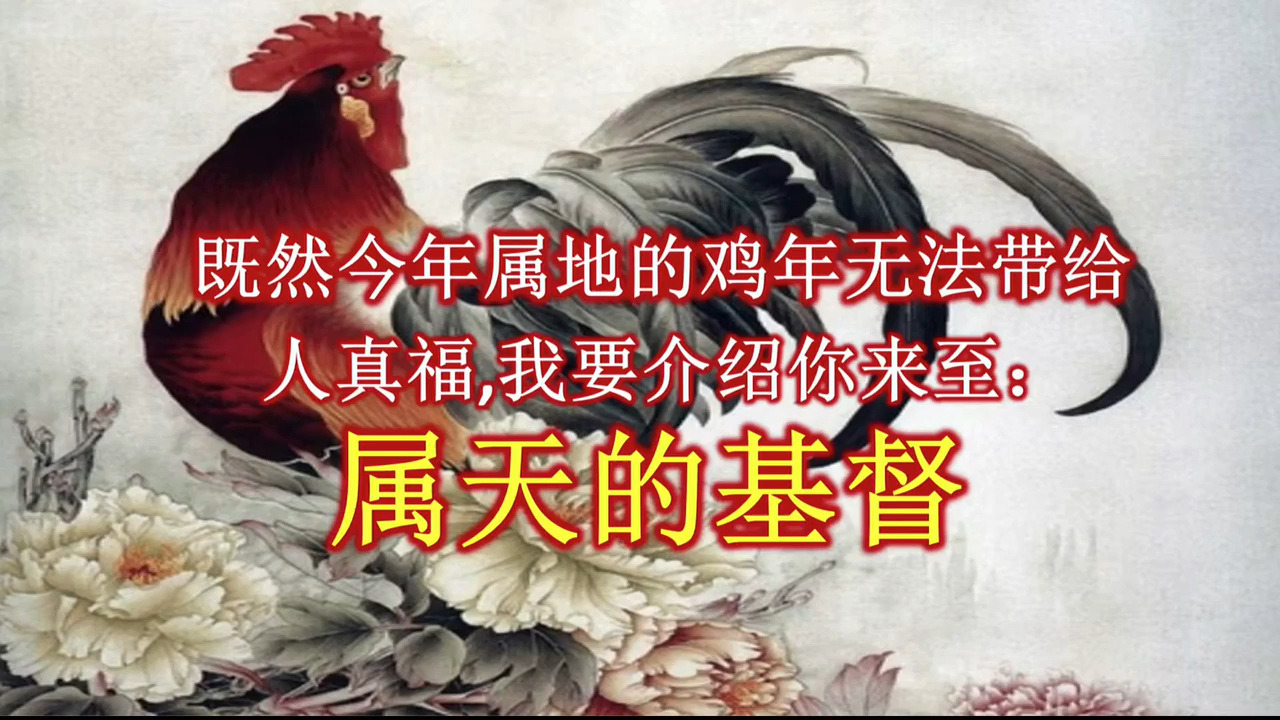 既然今年属地的鸡年无法带给
人真福,我要介绍你来至：
属天的基督